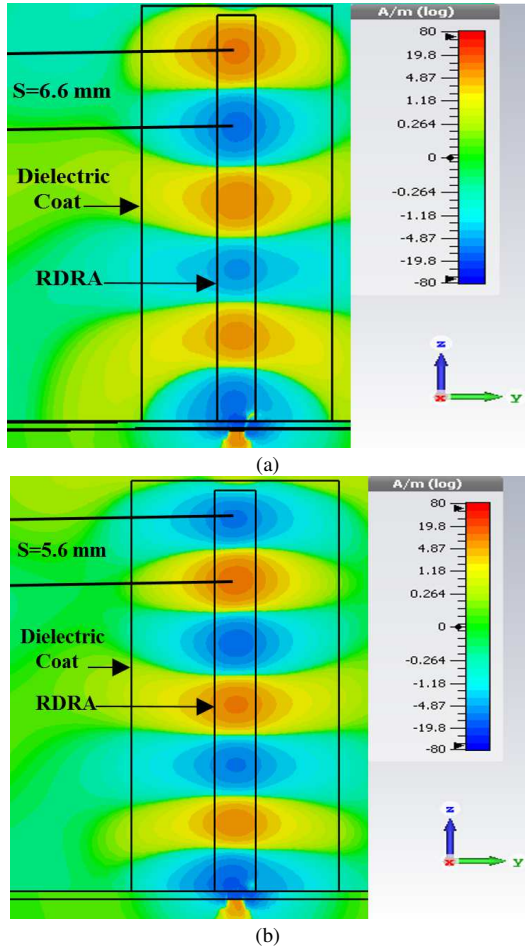 A/m (log)
80
19.8
4.87
1.18
0.264
0
-0.264
-1.18
-4.87
-19.8
-80
S=6.6 mm
Dielectric
Coat
RDRA
z
x
y
(a)
A/m (log)
80
19.8
4.87
1.18
0.264
0
-0.264
-1.18
-4.87
-19.8
-80
S=5.6 mm
Dielectric
Coat
RDRA
z
x
y
(b)